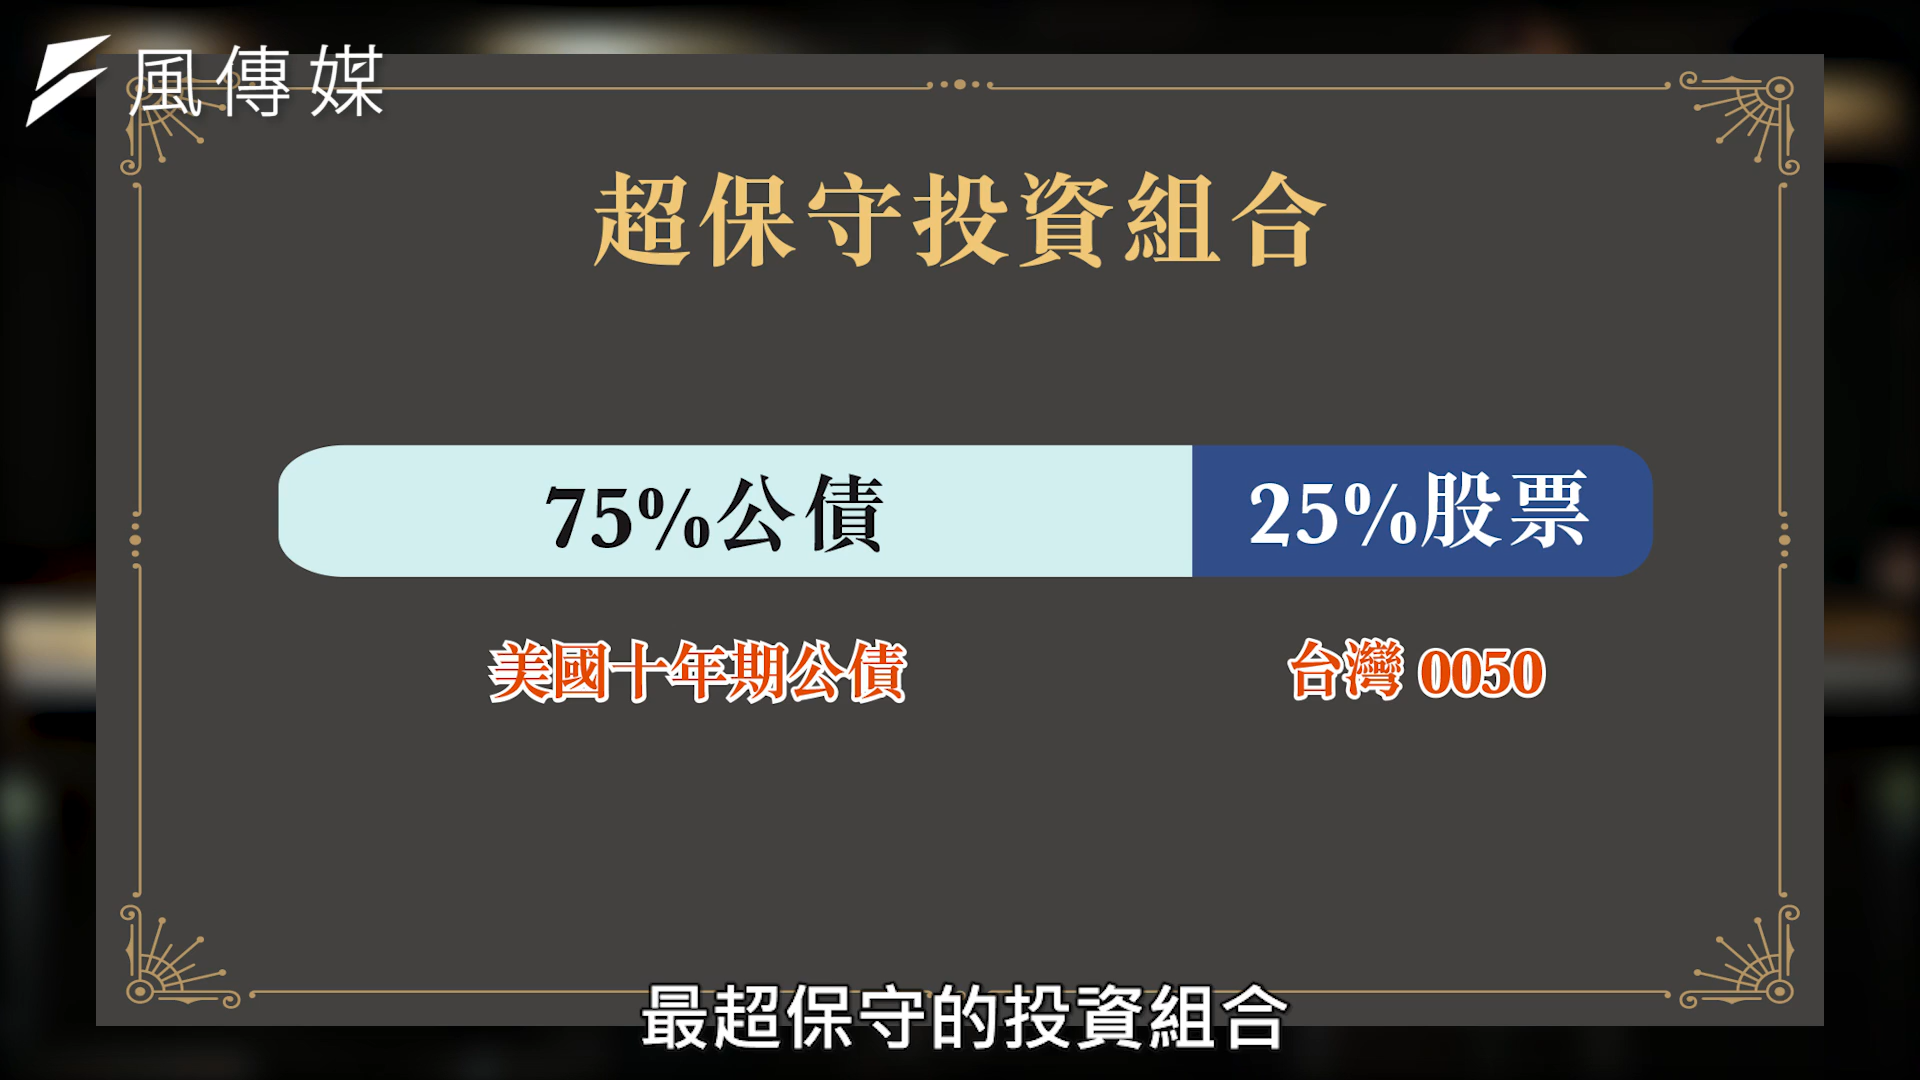 風傳媒
超保守投資組合
75%公債
25%股票
美國十年期公債
台灣 0050
最超保守的投資組合